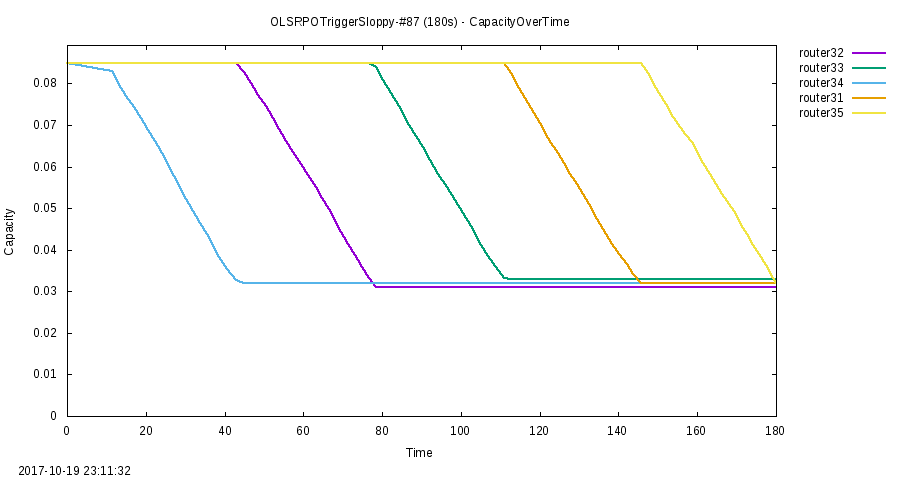 OLSRPOTriggerSloppy-#87 (180s) - CapacityOverTime
router32
router33
router34
router31
router35
0.08
0.07
0.06
0.05
0.04
0.03
0.02
0.01
0
Capacity
0 20 40 60 80 100 120 140 160 180
Time
2017-10-19 23:11:32